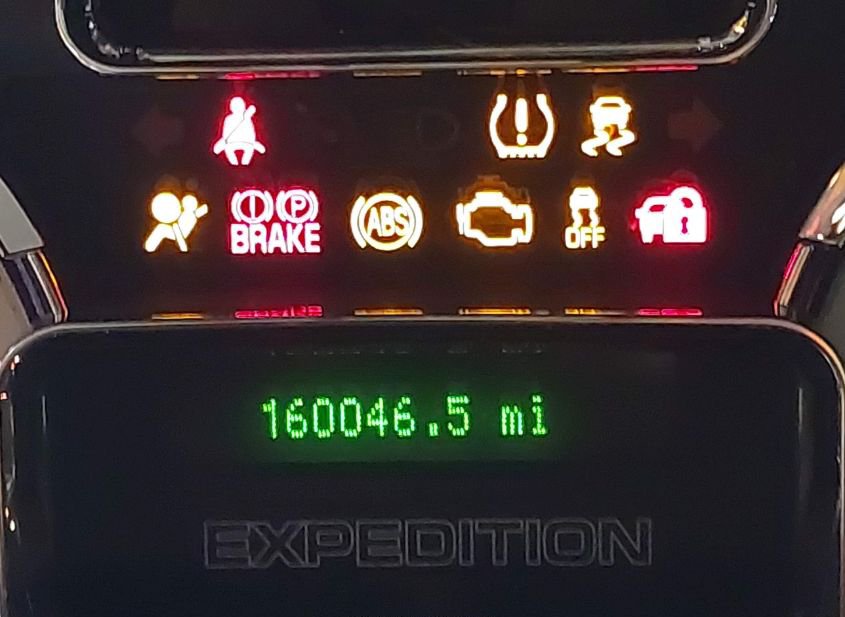 ! 
! P ABS
BRAKE OFF
160046.5 mi
EXPEDITION